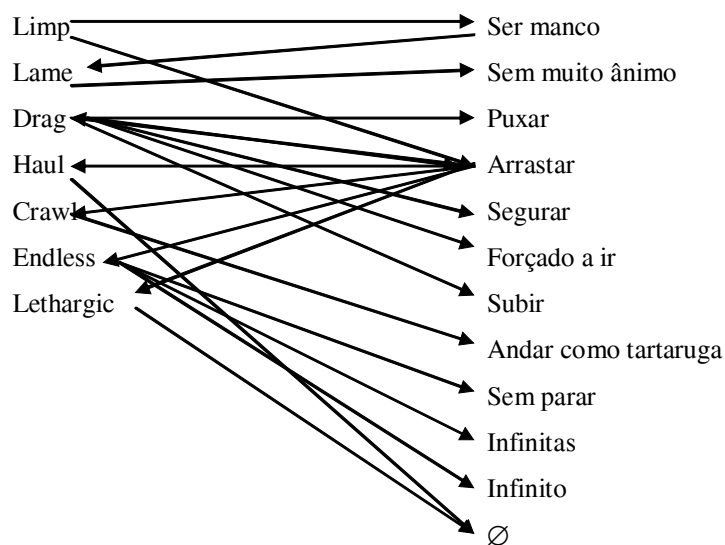 Limp Ser manco
Lame Sem muito ânimo
Drag Puxar
Haul Arrastar
Crawl Segurar
Endless Forçado a ir
Lethargic Subir
Andar como tartaruga
Sem parar
Infinitas
Infinito
∅